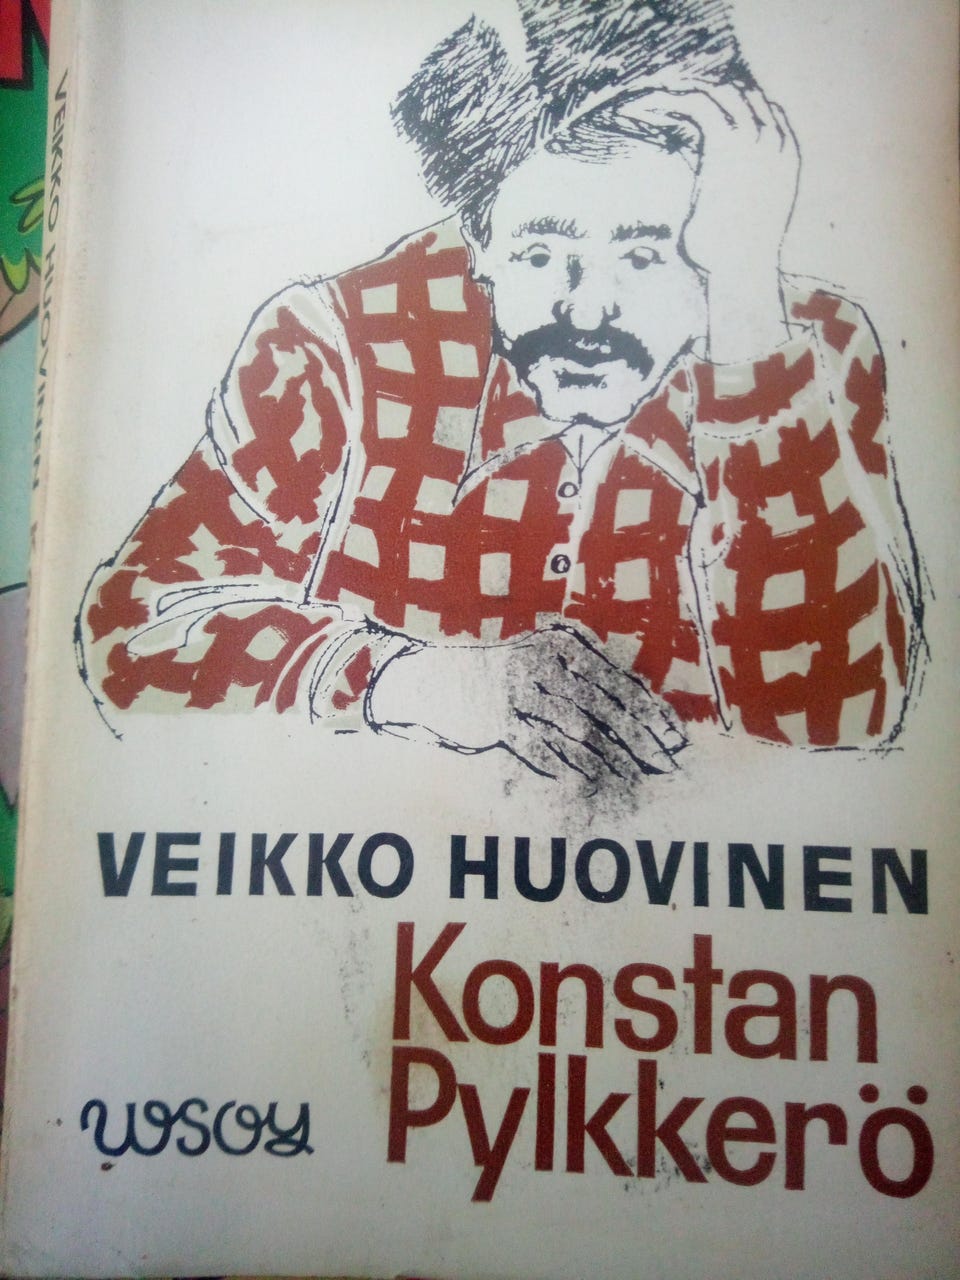 VEIKKO HUOVINEN
VEIKKO HUOVINEN
Konstan
Pylkkerö
wsoy